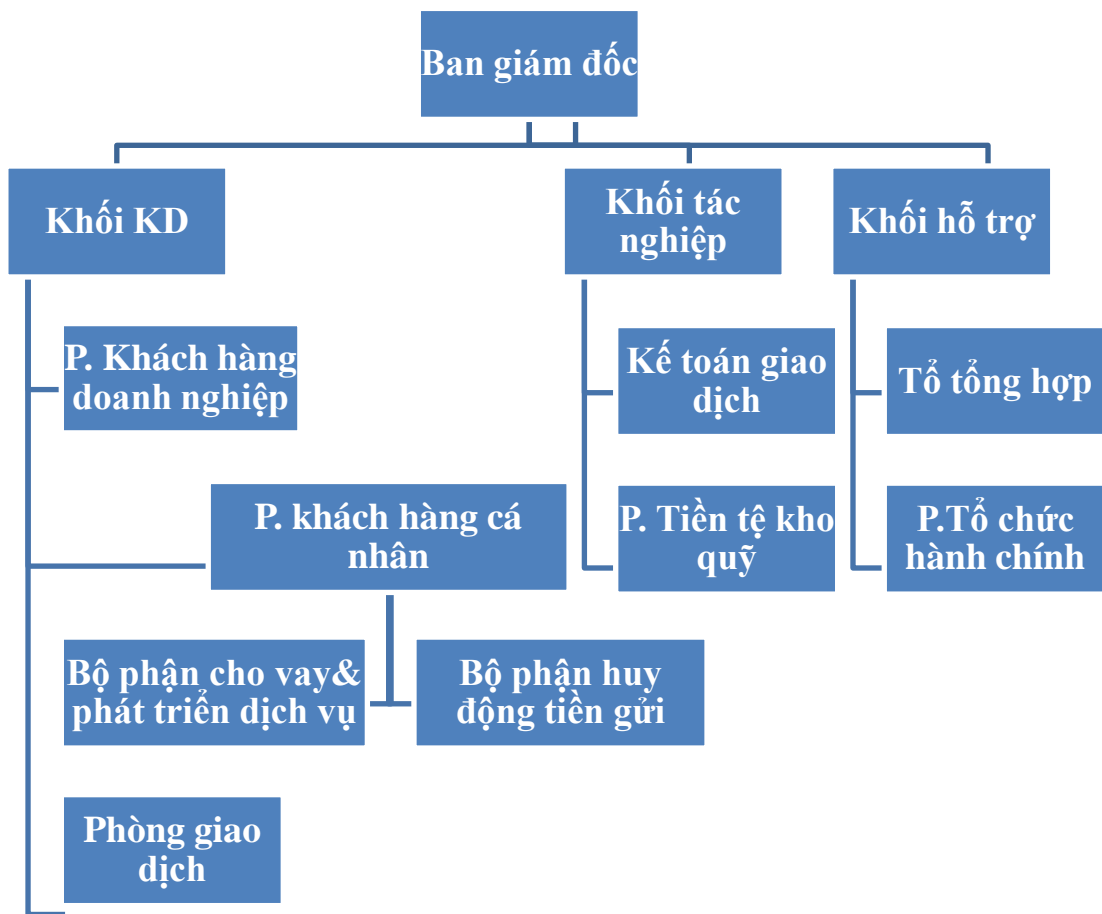 Ban giám đốc
Khối KD
Khối tác
nghiệp
Khối hỗ trợ
P. Khách hàng
doanh nghiệp
Kế toán giao
dịch
Tổ tổng hợp
P. khách hàng cá
nhân
P. Tiền tệ kho
quỹ
P.Tổ chức
hành chính
Bộ phận cho vay&
phát triển dịch vụ
Bộ phận huy
động tiền gửi
Phòng giao
dịch